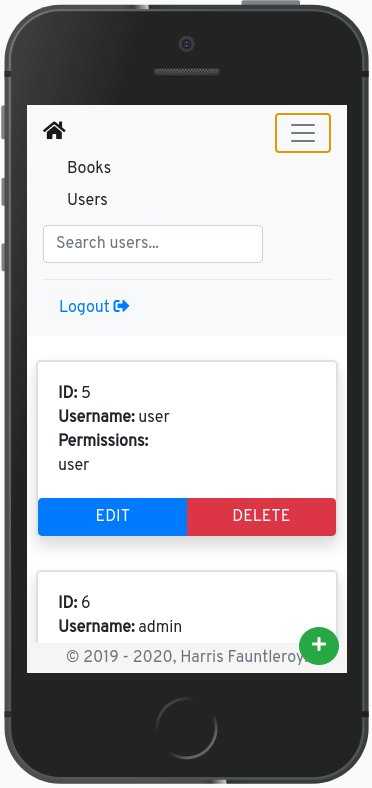 Books
Users
Search users...
Logout
ID: 5
Username: user
Permissions:
user
EDIT DELETE
ID: 6
Username: admin
© 2019 - 2020, Harris Fauntleroy.